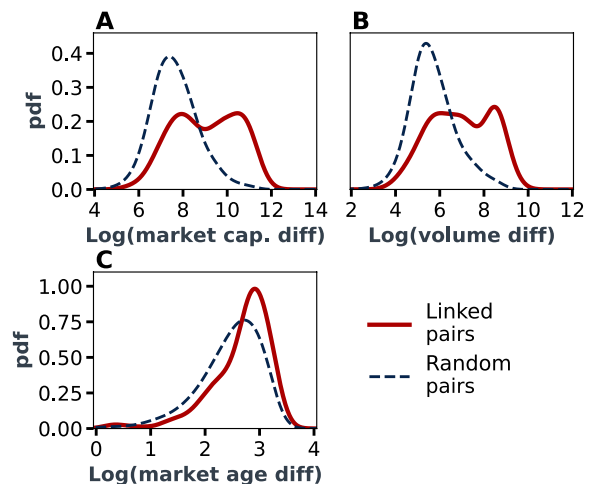 A
B
pdf
0.4
0.3
0.2
0.1
0.0
4 6 8 10 12 14
2 4 6 8 10 12
Log(market cap. diff)
Log(volume diff)
C
pdf
1.00
0.75
0.50
0.25
0.00
0 1 2 3 4
Log(market age diff)
Linked
pairs
Random
pairs